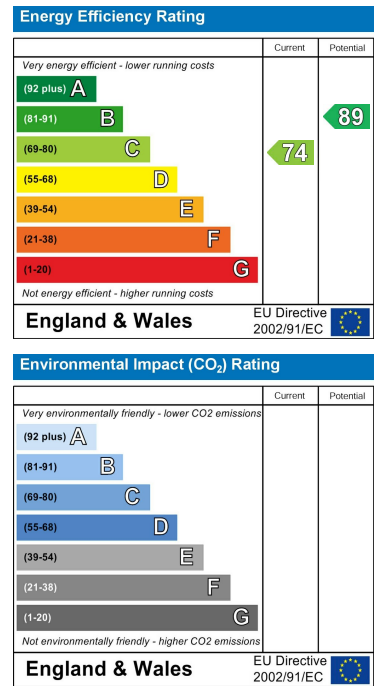 Energy Efficiency Rating
Current Potential
Very energy efficient - lower running costs
(92 plus) A
(81-91) B
89
(69-80) C
74
(55-68) D
(39-54) E
(21-38) F
(1-20) G
Not energy efficient - higher running costs
England & Wales
EU Directive
2002/91/EC
Environmental Impact (CO2) Rating
Current Potential
Very environmentally friendly - lower CO2 emissions
(92 plus) A
(81-91) B
(69-80) C
(55-68) D
(39-54) E
(21-38) F
(1-20) G
Not environmentally friendly - higher CO2 emissions
England & Wales
EU Directive
2002/91/EC